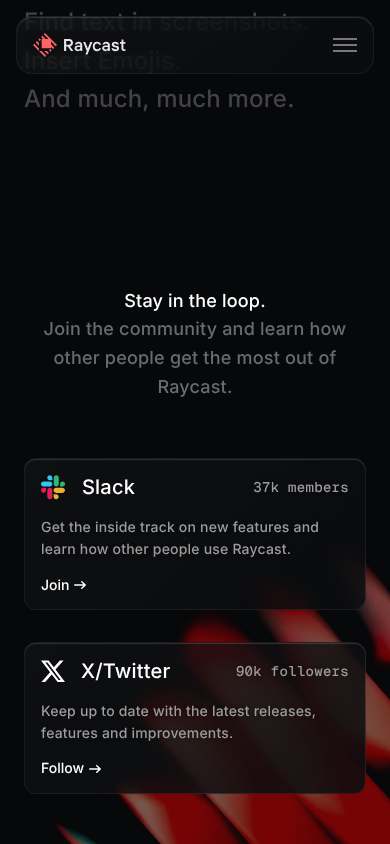 Find text in screenshots.
Raycast
Insert Emojis.
And much, much more.
Stay in the loop.
Join the community and learn how
other people get the most out of
Raycast.
Slack
37k members
Get the inside track on new features and
learn how other people use Raycast.
Join →
X/Twitter
90k followers
Keep up to date with the latest releases,
features and improvements.
Follow →